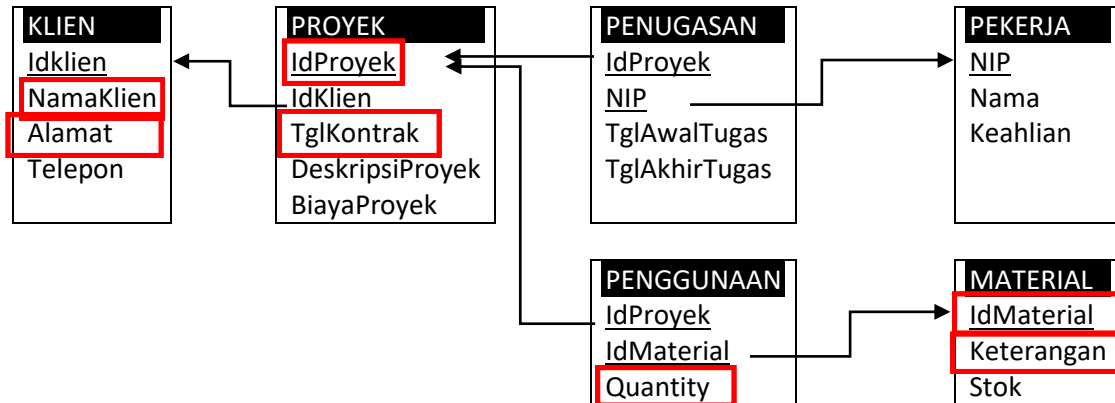 KLIEN
Idklien
NamaKlien
Alamat
Telepon
PROYEK
IdProyek
IdKlien
TglKontrak
DeskripsiProyek
BiayaProyek
PENUGASAN
IdProyek
NIP
TglAwalTugas
TglAkhirTugas
PEKERJA
NIP
Nama
Keahlian
PENGGUNAAN
IdProyek
IdMaterial
Quantity
MATERIAL
IdMaterial
Keterangan
Stok